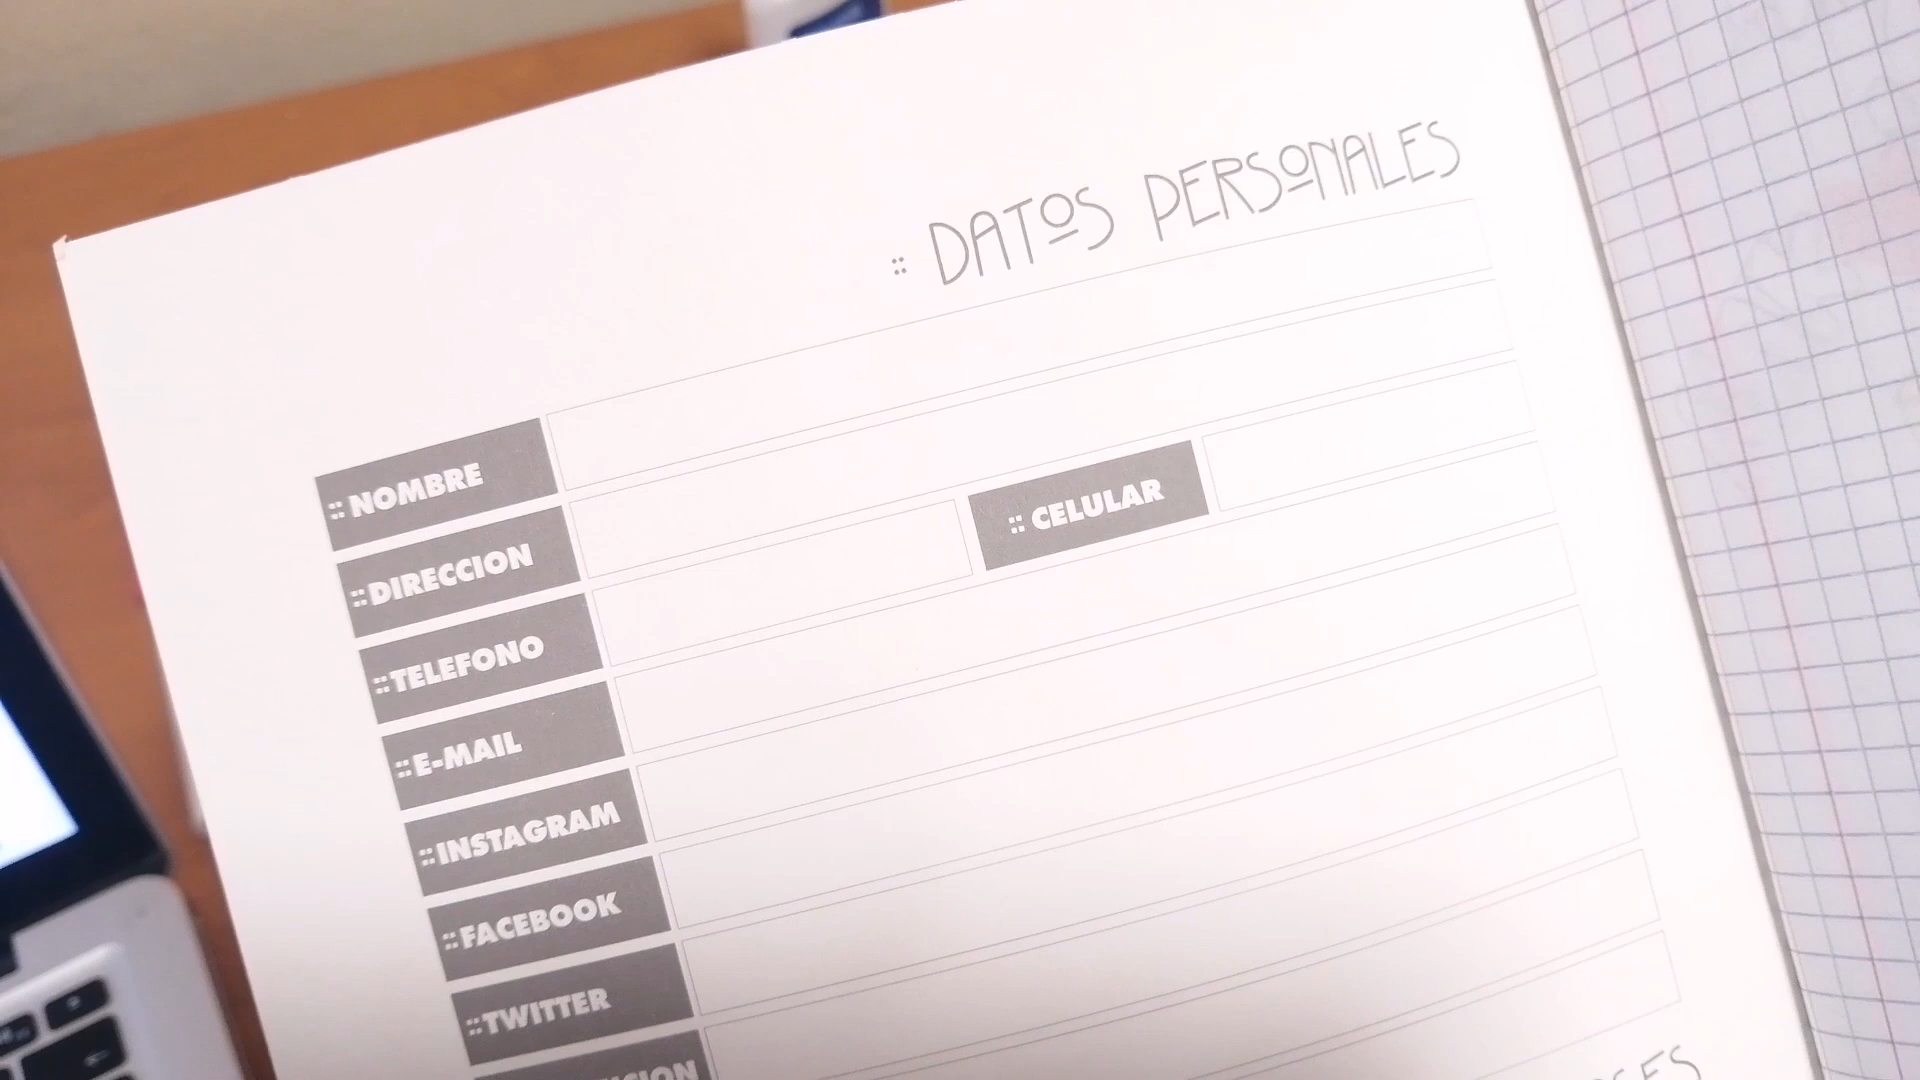 :: DATOS PERSONALES
:: NOMBRE
:: DIRECCION
:: TELEFONO
:: CELULAR
:: E-MAIL
:: INSTAGRAM
:: FACEBOOK
:: TWITTER